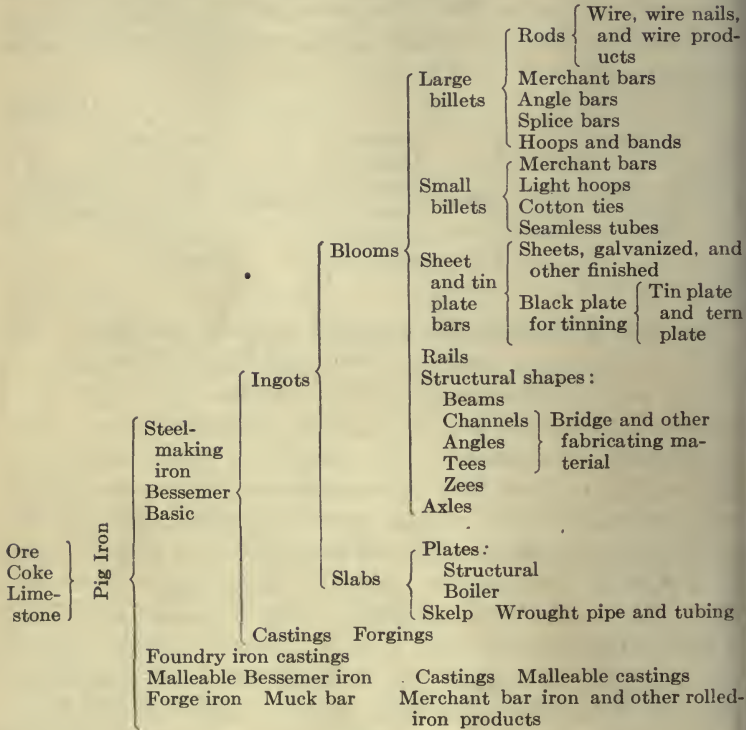 Wire, wire nails,
Rods and wire prod-
ucts
Large Merchant bars
billets Angle bars
Splice bars
Hoops and bands
Merchant bars
Small Light hoops
billets Cotton ties
Seamless tubes
Blooms Sheet Sheets, galvanized, and
and tin other finished
plate Black plate Tin plate
bars for tinning and tern
plate
Rails
Ingots Structural shapes:
Beams
Channels Bridge and other
Angles fabricating ma-
Tees terial
Zees
Axles
Steel-
making
iron
Bessemer
Basic
Ore
Coke
Lime-
stone
Pig Iron
Plates:
Structural
Slabs Boiler
Skelp Wrought pipe and tubing
Castings Forgings
Foundry iron castings
Malleable Bessemer iron Castings Malleable castings
Forge iron Muck bar Merchant bar iron and other rolled-
iron products